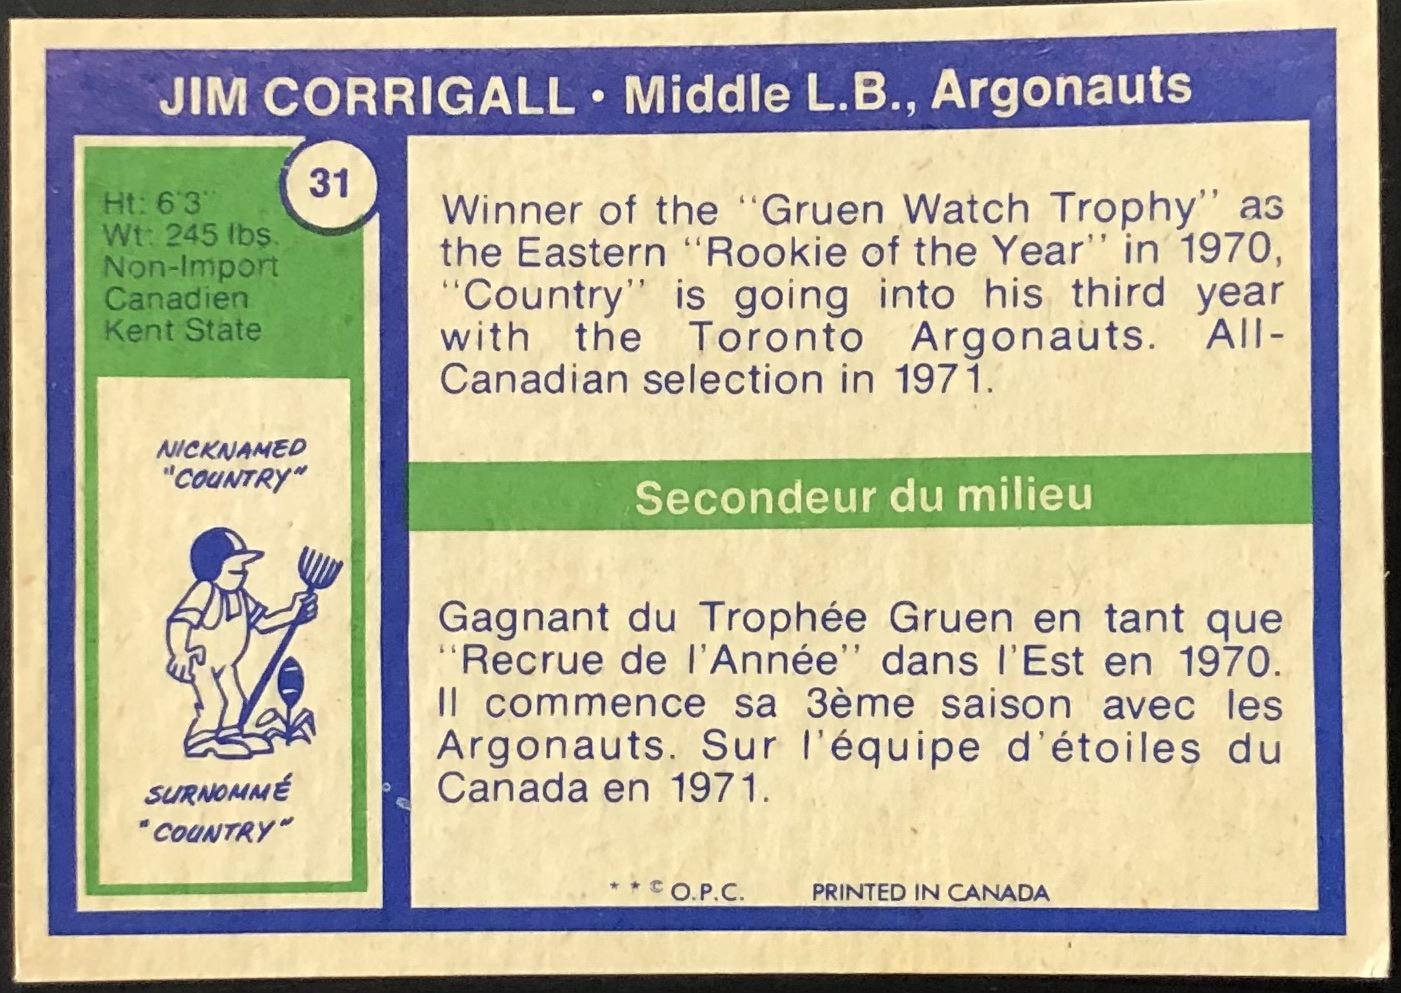 JIM CORRIGALL • Middle L.B., Argonauts
31
Ht: 6'3"
Wt: 245 lbs.
Non-Import
Canadien
Kent State
NICKNAMED
"COUNTRY"
SURNOMMÉ
"COUNTRY"
Winner of the "Gruen Watch Trophy" as
the Eastern "Rookie of the Year" in 1970,
"Country" is going into his third year
with the Toronto Argonauts. All-
Canadian selection in 1971.
Secondeur du milieu
Gagnant du Trophée Gruen en tant que
"Recrue de l'Année" dans l'Est en 1970.
Il commence sa 3ème saison avec les
Argonauts. Sur l'équipe d'étoiles du
Canada en 1971.
* * © O.P.C. PRINTED IN CANADA